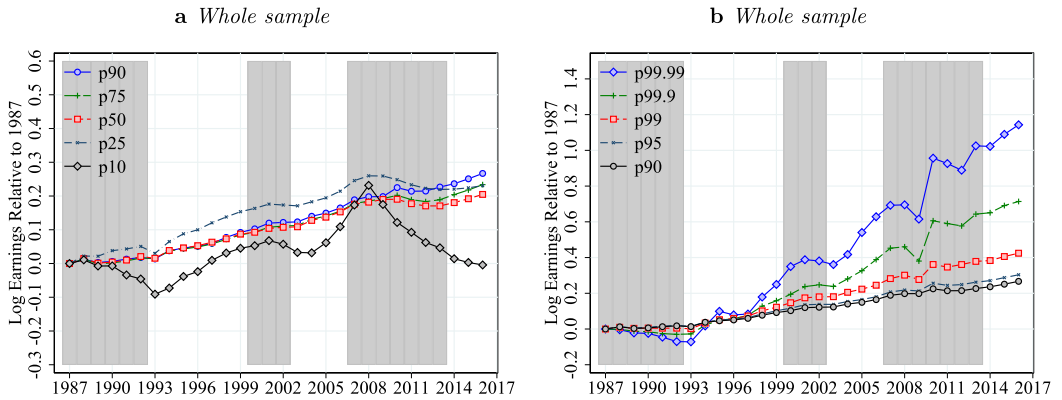 a Whole sample
Log Earnings Relative to 1987
0.6
0.5
0.4
0.3
0.2
0.1
0.0
-0.1
-0.2
-0.3
p90
p75
p50
p25
p10
1987 1990 1993 1996 1999 2002 2005 2008 2011 2014 2017
b Whole sample
Log Earnings Relative to 1987
1.4
1.2
1.0
0.8
0.6
0.4
0.2
0.0
-0.2
p99.99
p99.9
p99
p95
p90
1987 1990 1993 1996 1999 2002 2005 2008 2011 2014 2017